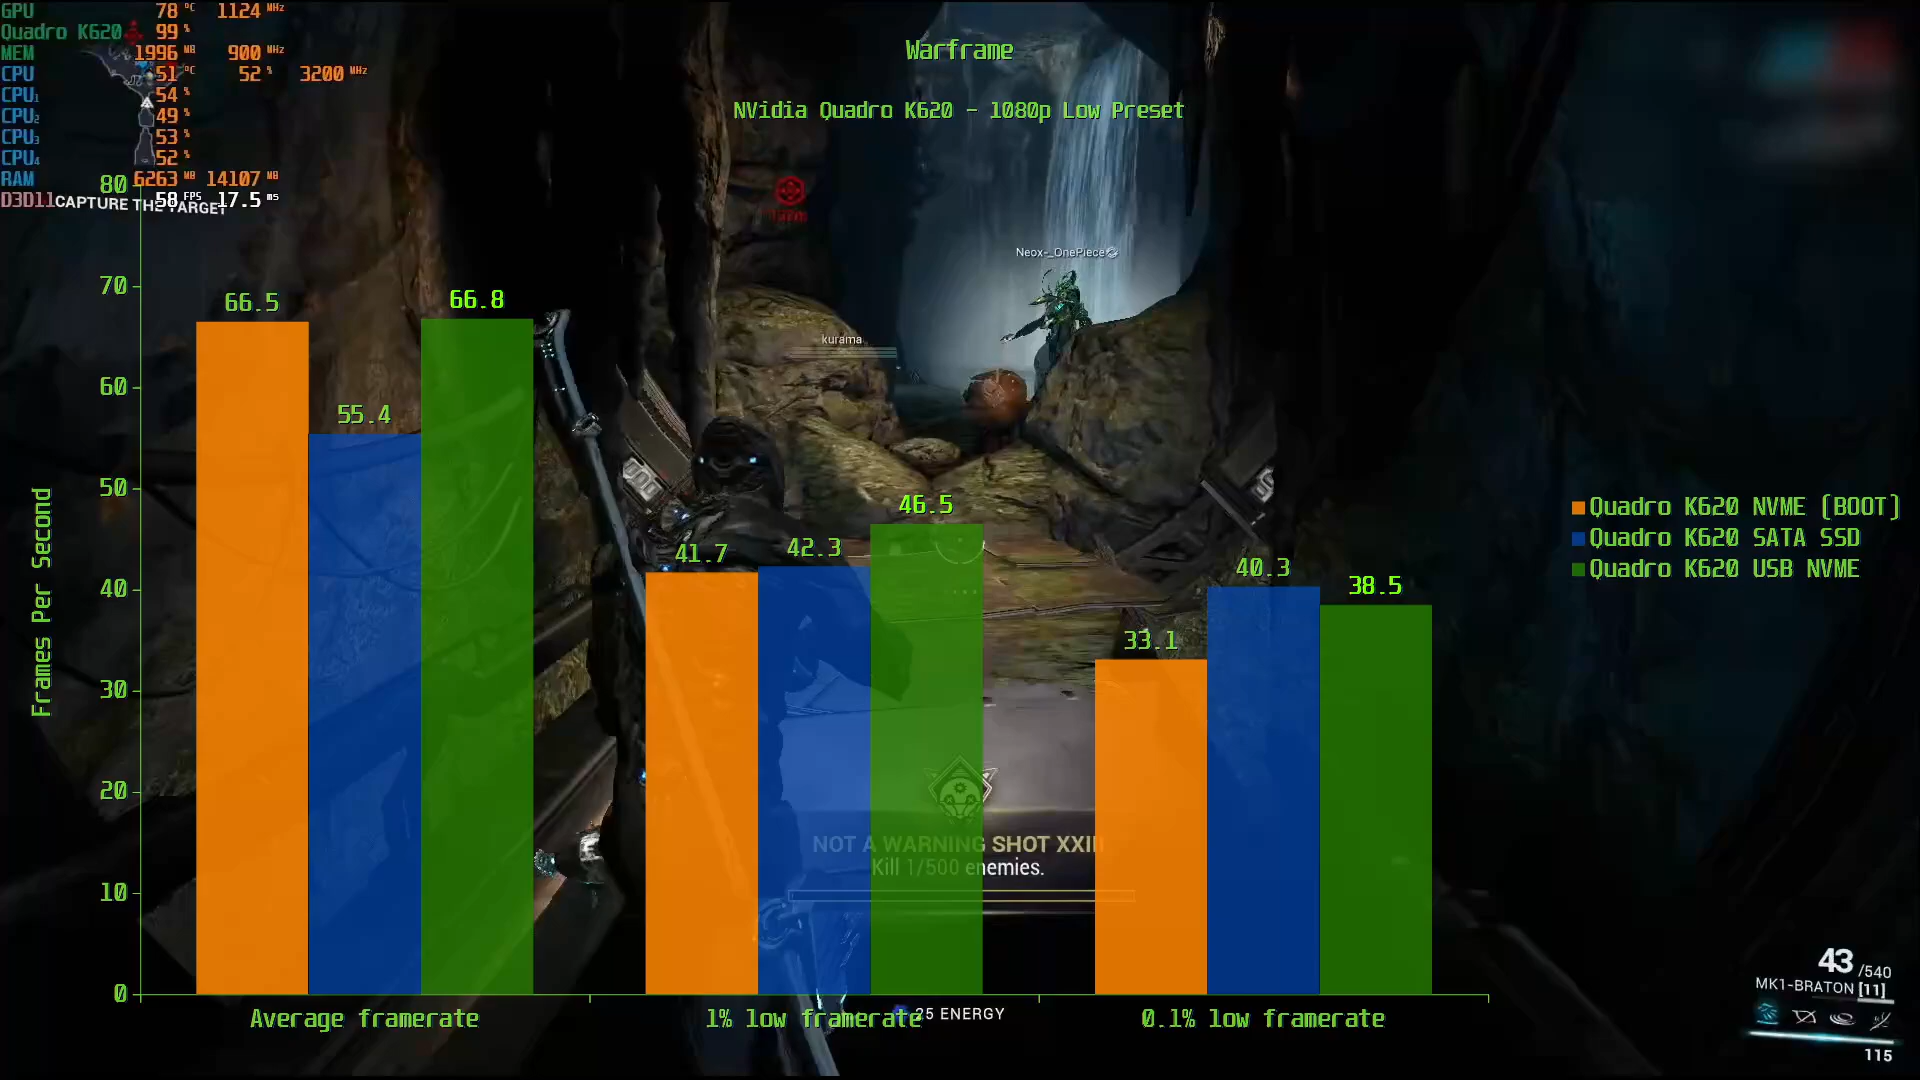 GPU 78 °C 1124 MHz
Quadro K620 99 %
MEM 1996 MB 900 MHz
CPU 51 °C 52 % 3200 MHz
CPU1 54 %
CPU2 49 %
CPU3 53 %
CPU4 52 %
RAM 6263 MB 14107 MB
D3D11 58 FPS 17.5 ms
CAPTURE THE TARGET
Warframe
NVidia Quadro K620 - 1080p Low Preset
Neox-_OnePiece
kurama
Frames Per Second
80
70
60
50
40
30
20
10
0
66.5
55.4
66.8
41.7
42.3
46.5
33.1
40.3
38.5
Quadro K620 NVME (BOOT)
Quadro K620 SATA SSD
Quadro K620 USB NVME
NOT A WARNING SHOT XXIII
Kill 1/500 enemies.
Average framerate
1% low framerate
0.1% low framerate
25 ENERGY
43 /540
MK1-BRATON [11]
115